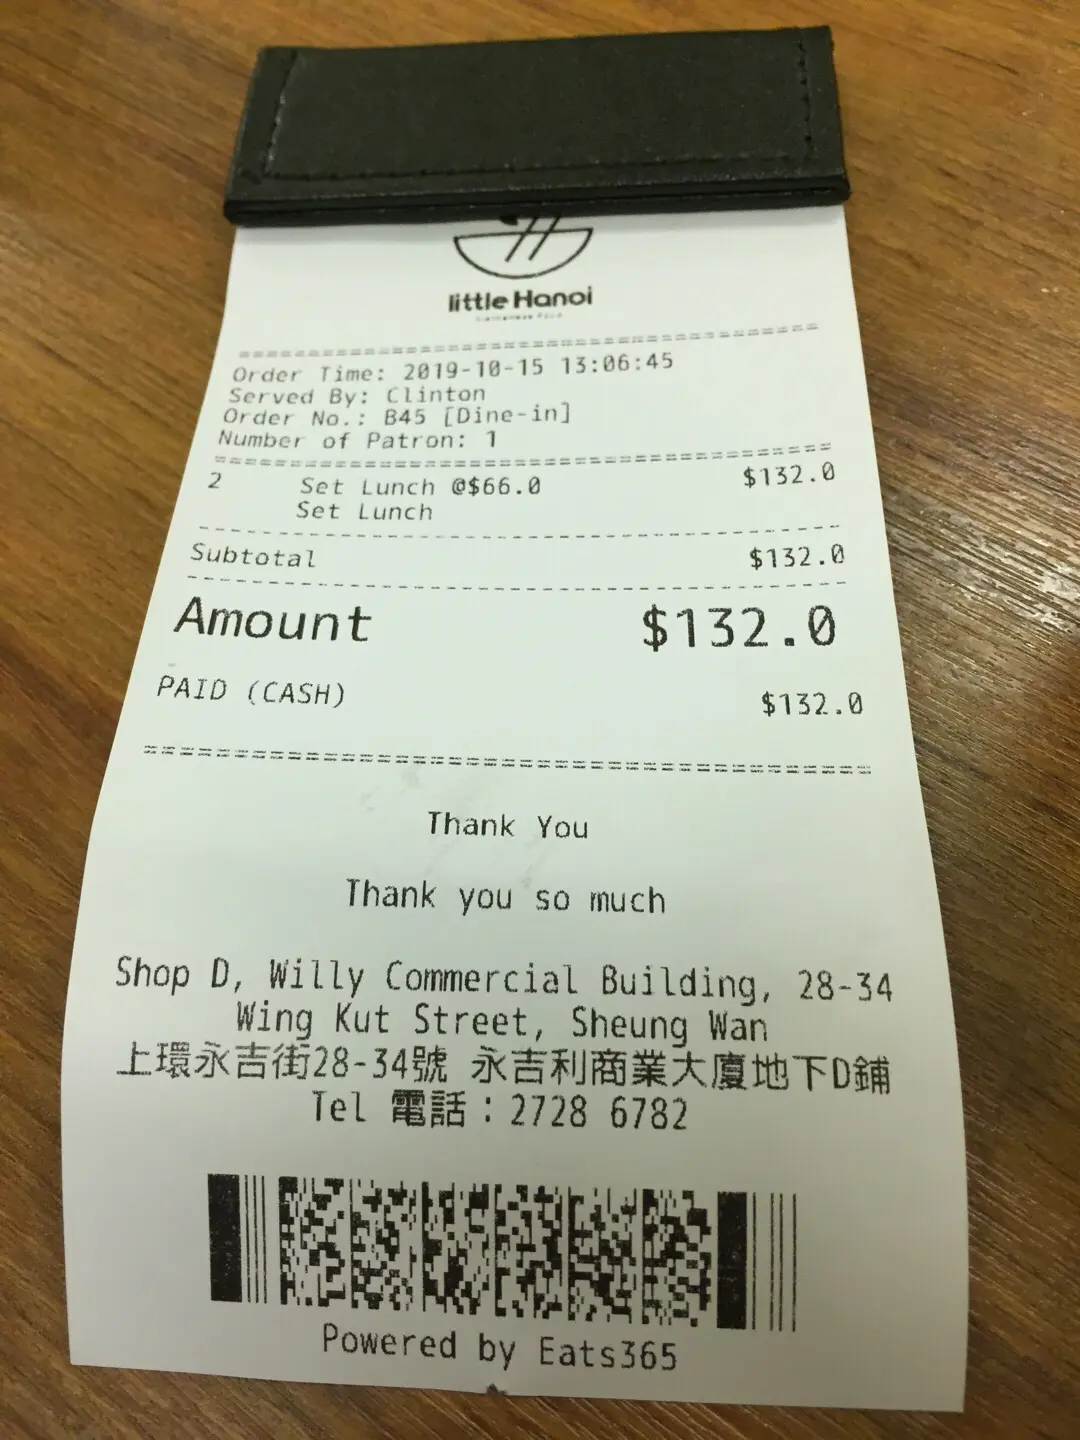 little Hanoi
Vietnamese Food
Order Time: 2019-10-15 13:06:45
Served By: Clinton
Order No.: B45 [Dine-in]
Number of Patron: 1
2 Set Lunch @$66.0 $132.0
Set Lunch
Subtotal $132.0
Amount $132.0
PAID (CASH) $132.0
Thank You
Thank you so much
Shop D, Willy Commercial Building, 28-34
Wing Kut Street, Sheung Wan
上環永吉街28-34號 永吉利商業大廈地下D鋪
Tel 電話：2728 6782
Powered by Eats365